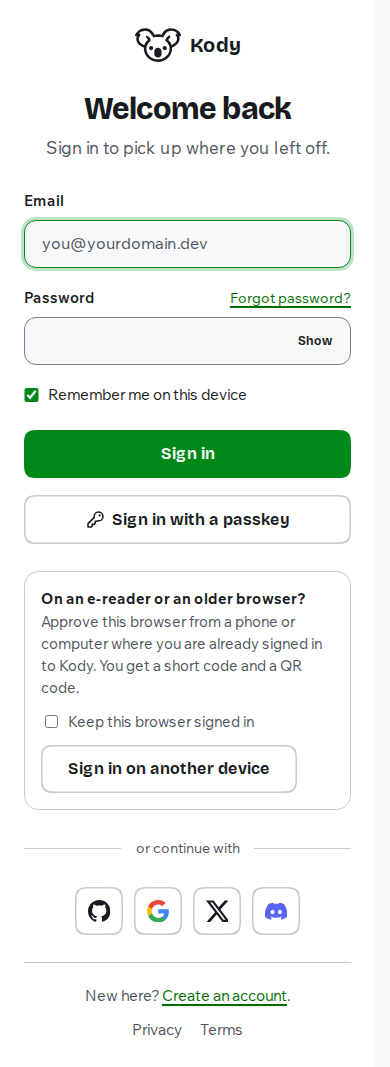 Kody
Welcome back
Sign in to pick up where you left off.
Email
you@yourdomain.dev
Password
Forgot password?
Show
Remember me on this device
Sign in
Sign in with a passkey
On an e-reader or an older browser?
Approve this browser from a phone or
computer where you are already signed in
to Kody. You get a short code and a QR
code.
Keep this browser signed in
Sign in on another device
or continue with
New here? Create an account.
Privacy Terms